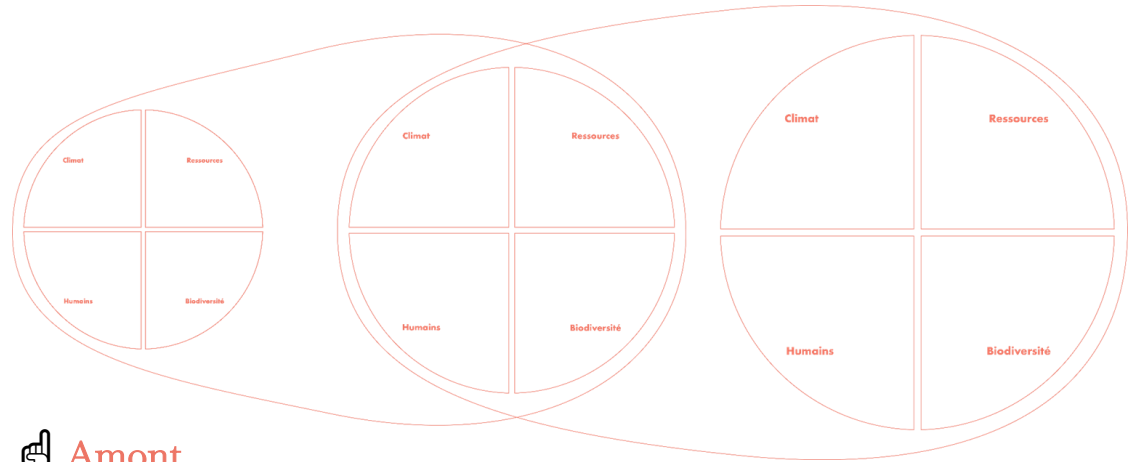 Climat
Ressources
Humains
Biodiversité
Climat
Ressources
Humains
Biodiversité
Climat
Ressources
Humains
Biodiversité
Amont